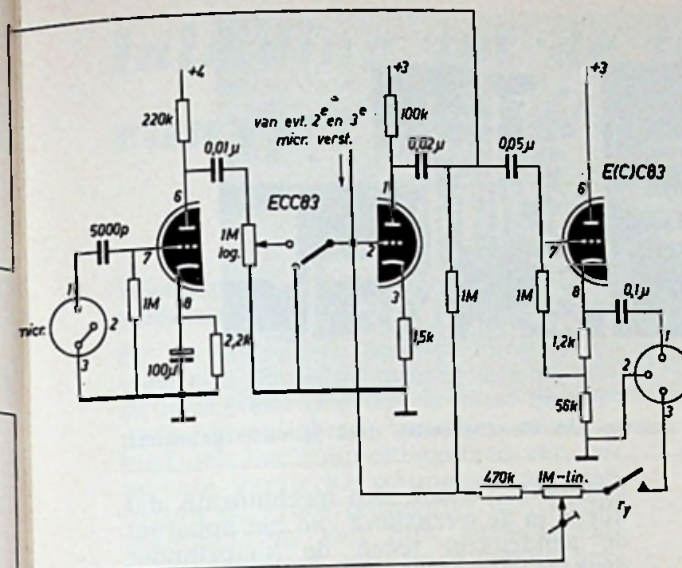 +4
220k
0,01µ
6
5000p
7
8
1M
1M
log.
micr.
1
2
3
100µ
2,2k
ECC83
van evt. 2e en 3e
micr. verst.
+3
100k
0,02µ
1
2
3
1,5k
1M
0,05µ
1M
+3
E(C)C83
6
7
8
0,1µ
1,2k
56k
1
2
3
470k
1M-lin.
ry